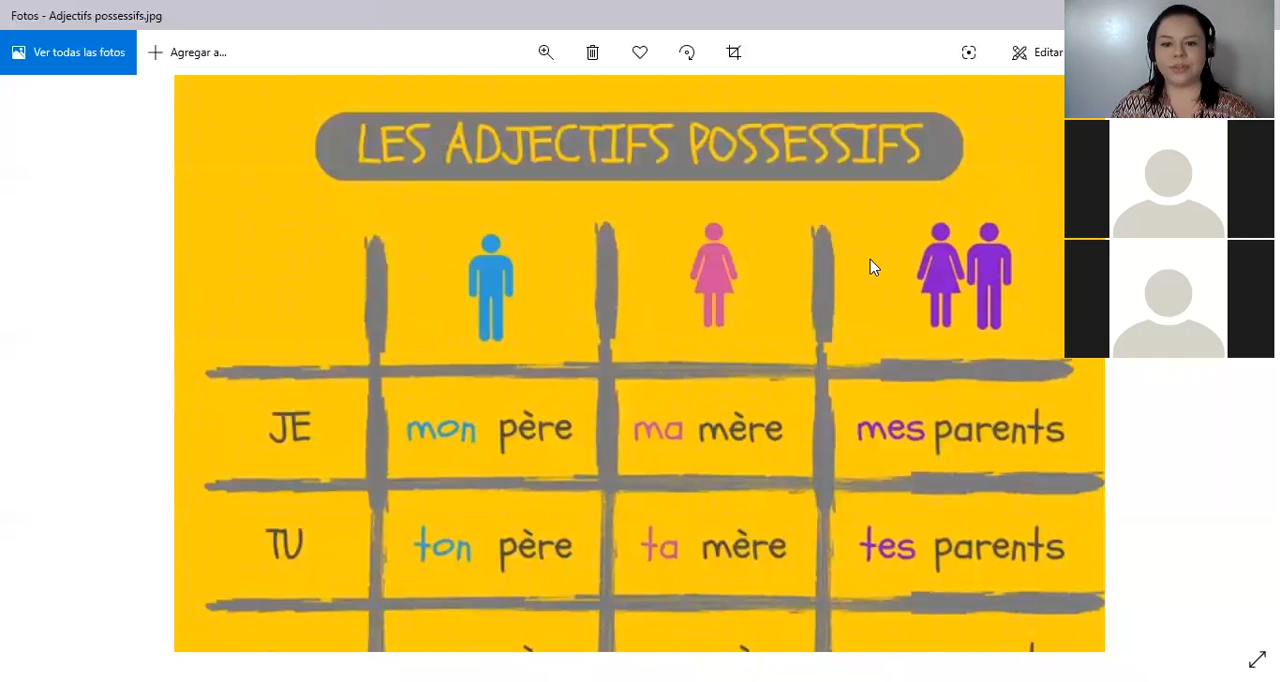 Fotos - Adjectifs possessifs.jpg
Ver todas las fotos
Agregar a...
Editar
LES ADJECTIFS POSSESSIFS
JE mon père ma mère mes parents
TU ton père ta mère tes parents